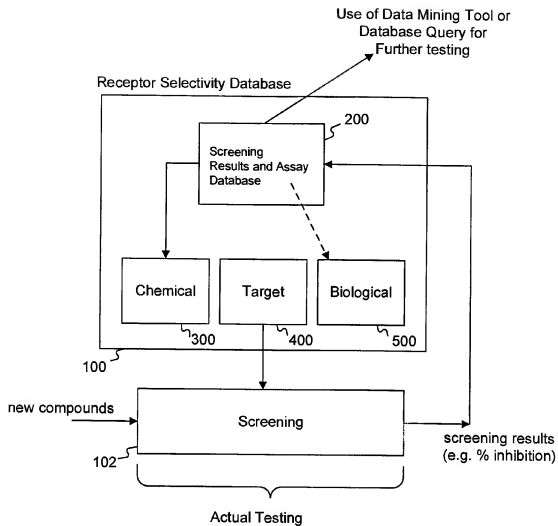 Use of Data Mining Tool or
Database Query for
Further testing
Receptor Selectivity Database
200
Screening
Results and Assay
Database
Chemical
Target
Biological
300
400
500
100
new compounds
Screening
102
screening results
(e.g. % inhibition)
Actual Testing